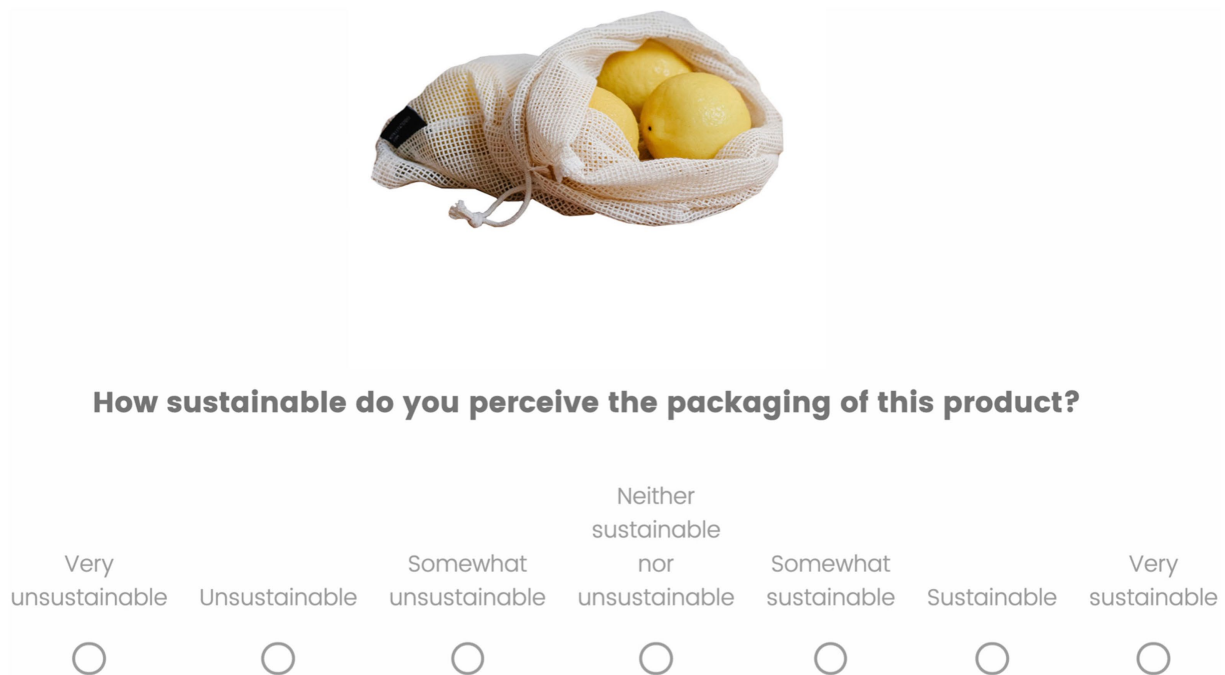 How sustainable do you perceive the packaging of this product?
Very
unsustainable
Unsustainable
Somewhat
unsustainable
Neither
sustainable
nor
unsustainable
Somewhat
sustainable
Sustainable
Very
sustainable